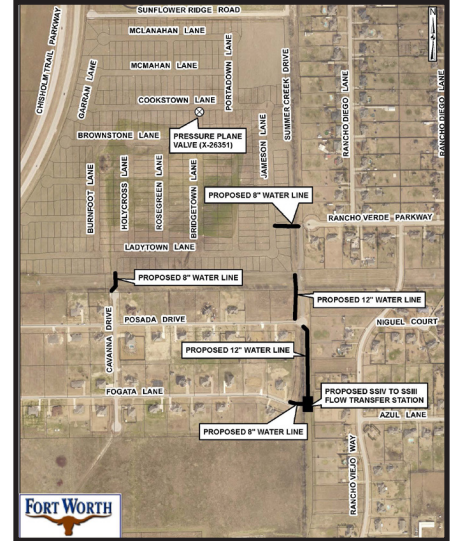 SUNFLOWER RIDGE ROAD
MCLANAHAN LANE
CHISHOLM TRAIL PARKWAY
GARRAN LANE
MCMAHAN LANE
PORTADOWN LANE
SUMMER CREEK DRIVE
RANCHO DIEGO LANE
RANCHO DIEGO LANE
COOKSTOWN LANE
BROWNSTONE LANE
PRESSURE PLANE
VALVE (X-26351)
JAMESON LANE
BURNFOOT LANE
HOLYCROSS LANE
ROSEGREEN LANE
BRIDGETOWN LANE
PROPOSED 8" WATER LINE
RANCHO VERDE PARKWAY
LADYTOWN LANE
PROPOSED 8" WATER LINE
PROPOSED 12" WATER LINE
CAVANNA DRIVE
POSADA DRIVE
NIGUEL COURT
PROPOSED 12" WATER LINE
FOGATA LANE
PROPOSED SSIV TO SSIII
FLOW TRANSFER STATION
AZUL LANE
PROPOSED 8" WATER LINE
RANCHO VIEJO WAY
FORT WORTH